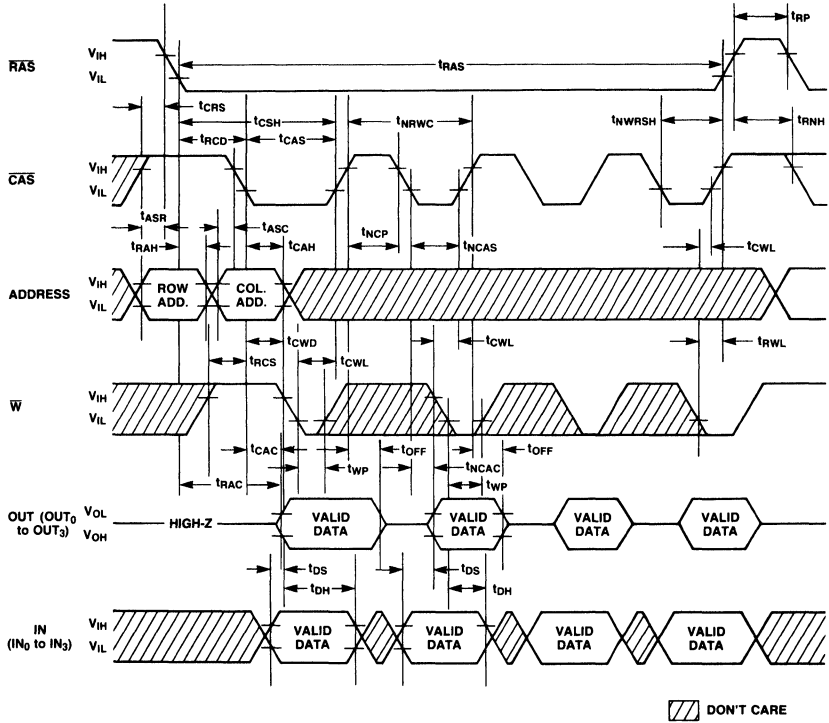 tRP
RAS
VIH
VIL
tRAS
tCRS
tCSH
tNRWC
tNWRSH
tRNH
tRCD
tCAS
CAS
VIH
VIL
tASR
tASC
tRAH
tCAH
tNCP
tNCAS
tCWL
ADDRESS
VIH
VIL
ROW ADD.
COL. ADD.
tCWD
tCWL
tRWL
tRCS
tCWL
W
VIH
VIL
tCAC
tOFF
tOFF
tWP
tNCAC
tRAC
tWP
OUT (OUT0
to OUT3)
VOL
VOH
HIGH-Z
VALID DATA
VALID DATA
VALID DATA
VALID DATA
tDS
tDS
tDH
tDH
IN
(IN0 to IN3)
VIH
VIL
VALID DATA
VALID DATA
VALID DATA
VALID DATA
DON'T CARE